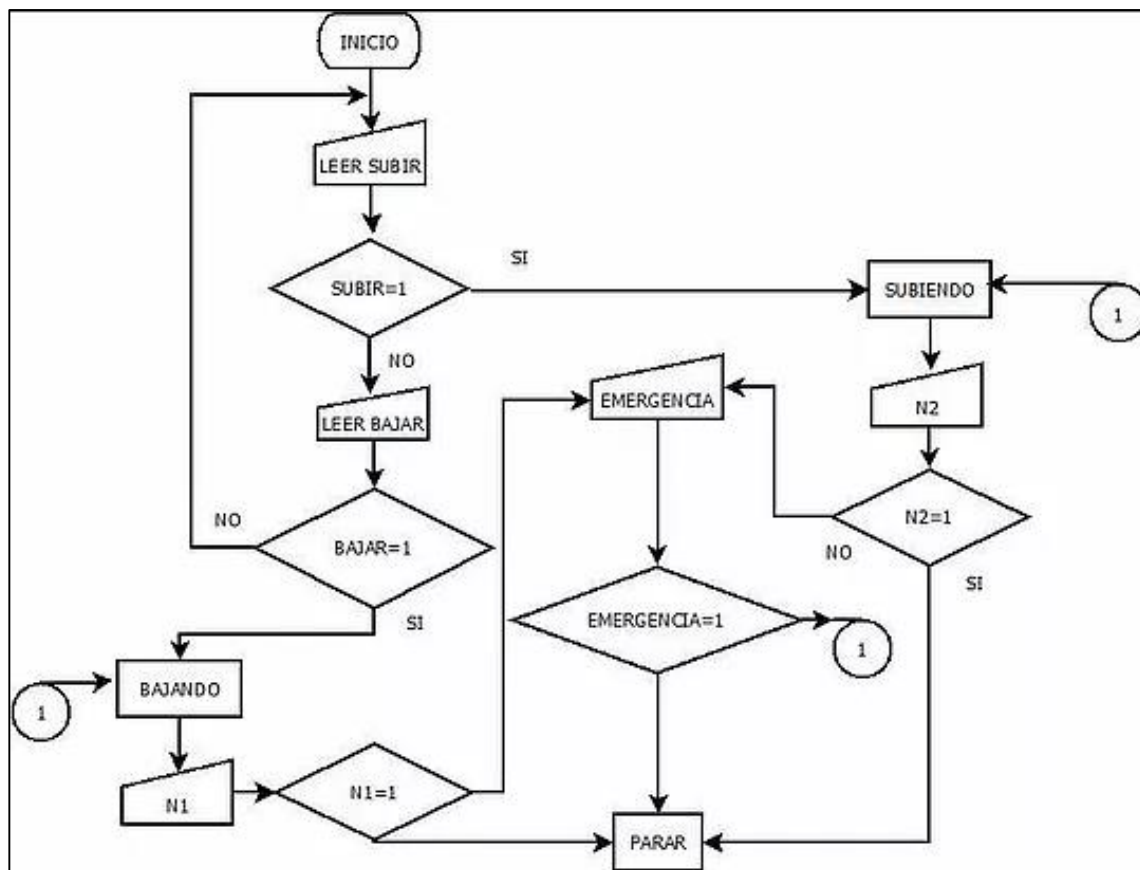 INICIO
LEER SUBIR
SUBIR=1
SI
SUBIENDO
1
NO
LEER BAJAR
EMERGENCIA
N2
BAJAR=1
NO
SI
N2=1
NO
SI
EMERGENCIA=1
1
BAJANDO
1
N1
N1=1
PARAR